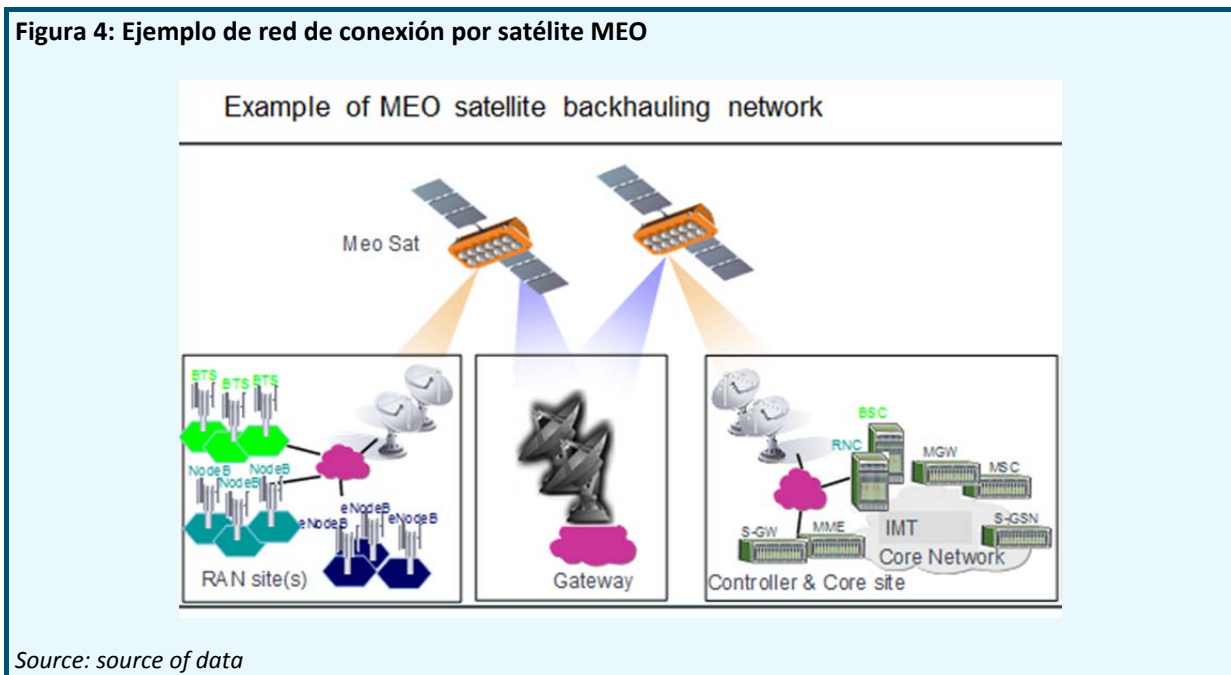 Figura 4: Ejemplo de red de conexión por satélite MEO
Example of MEO satellite backhauling network
Meo Sat
BTS
BTS
BTS
NodeB
NodeB
NodeB
eNodeB
eNodeB
eNodeB
RAN site(s)
Gateway
BSC
RNC
MGW
MSC
S-GW
MME
IMT
S-GSN
Core Network
Controller & Core site
Source: source of data